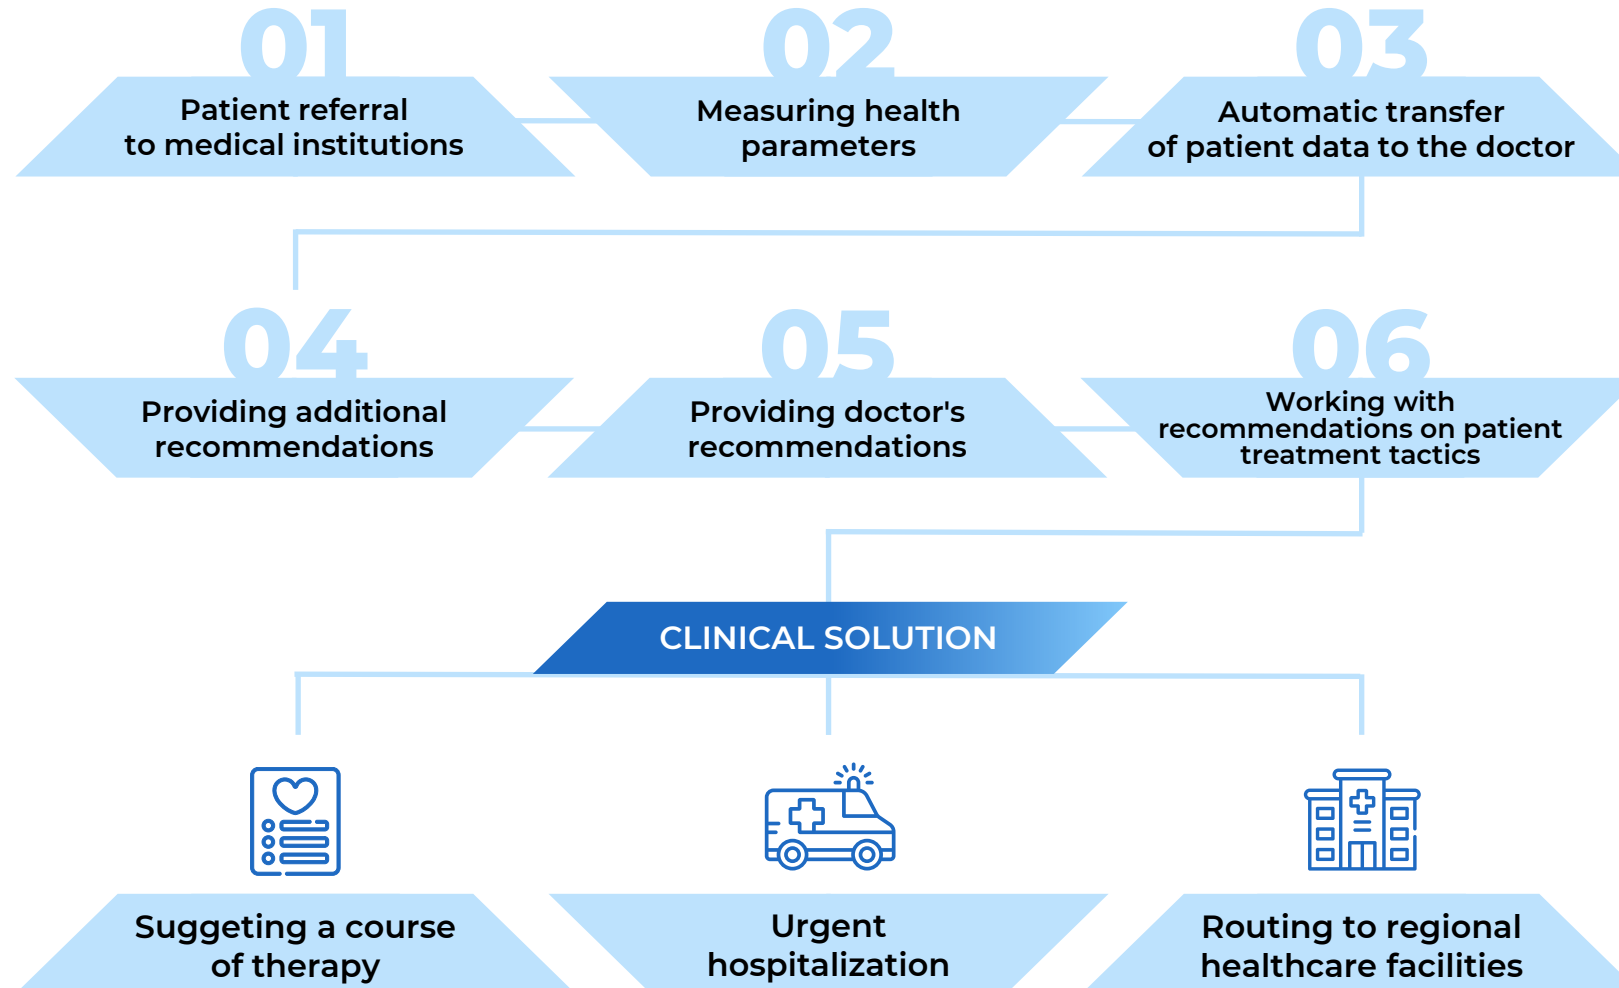 01
Patient referral
to medical institutions
02
Measuring health
parameters
03
Automatic transfer
of patient data to the doctor
04
Providing additional
recommendations
05
Providing doctor's
recommendations
06
Working with
recommendations on patient
treatment tactics
CLINICAL SOLUTION
Suggeting a course
of therapy
Urgent
hospitalization
Routing to regional
healthcare facilities